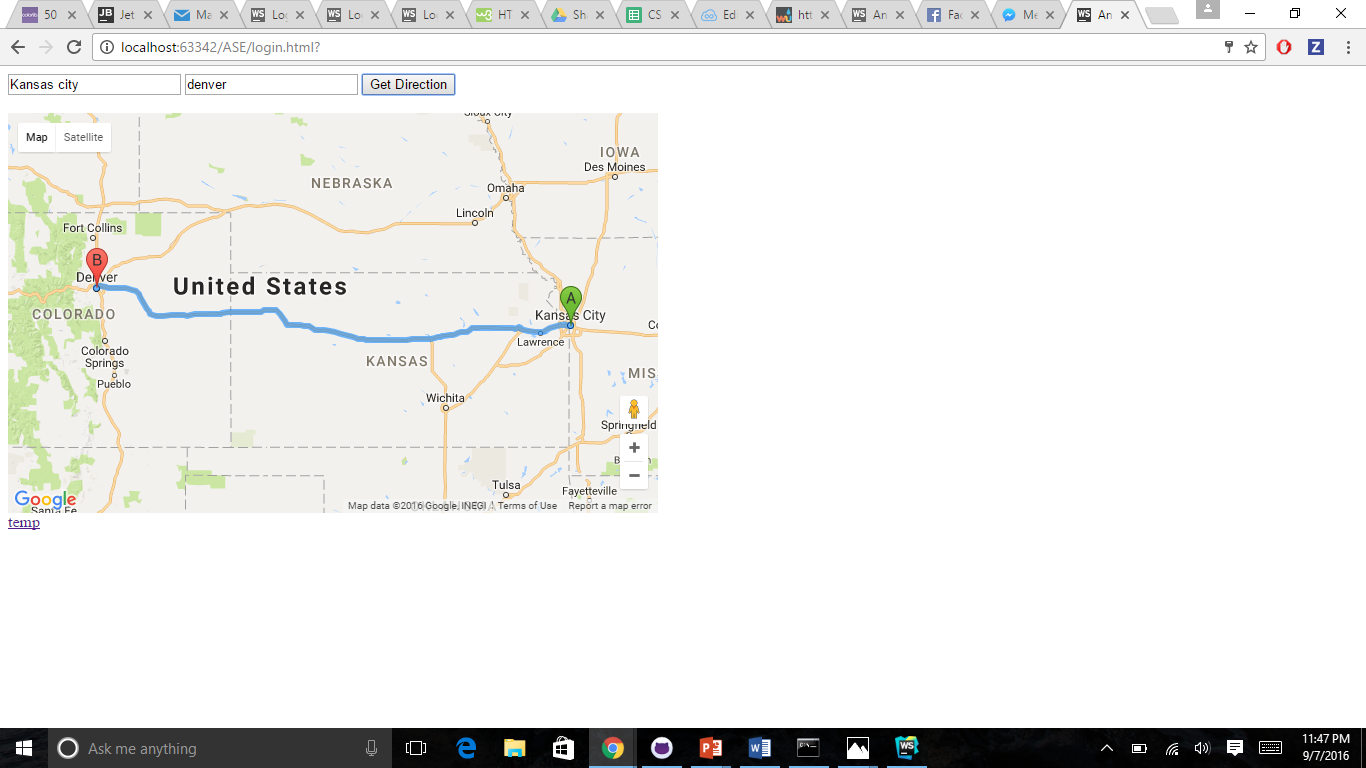 50 Jet Ma Log Lo Lo HT Sh CS Ed htt An Fac Me An
localhost:63342/ASE/login.html?
Kansas city denver Get Direction
Map Satellite
Sioux City
IOWA
Des Moines
NEBRASKA
Omaha
Lincoln
Fort Collins
B
Denver
United States
A
COLORADO
Kansas City
Lawrence
Colorado
Springs
KANSAS
MIS
Pueblo
Wichita
Springfield
+
−
Tulsa
Fayetteville
Google
Santa Fe
Map data ©2016 Google, INEGI Terms of Use Report a map error
temp
Ask me anything
11:47 PM
9/7/2016